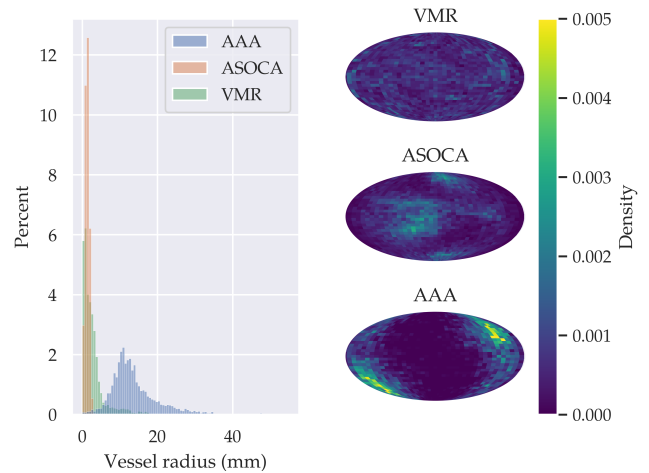 AAA
ASOCA
VMR
12
10
8
6
4
2
0
Percent
0
20
40
Vessel radius (mm)
VMR
ASOCA
AAA
0.005
0.004
0.003
0.002
0.001
0.000
Density